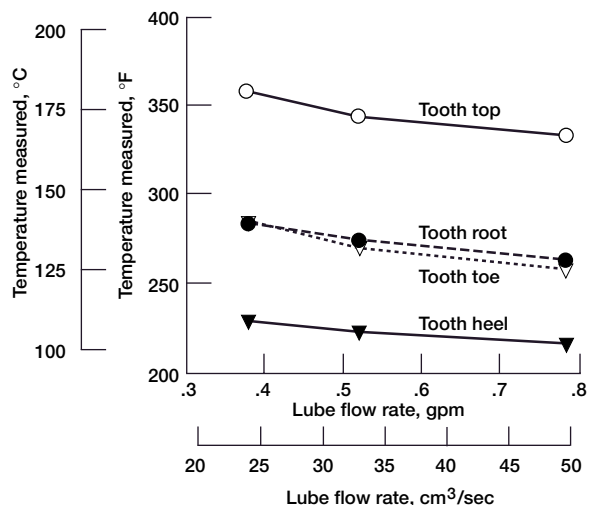 Temperature measured, °C
200
175
150
125
100
Temperature measured, °F
400
350
300
250
200
Tooth top
Tooth root
Tooth toe
Tooth heel
.3 .4 .5 .6 .7 .8
Lube flow rate, gpm
20 25 30 35 40 45 50
Lube flow rate, cm³/sec